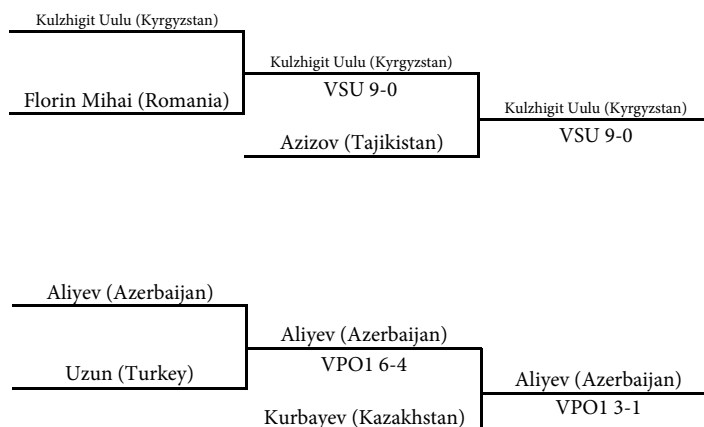 Kulzhigit Uulu (Kyrgyzstan)
Florin Mihai (Romania)
Kulzhigit Uulu (Kyrgyzstan)
VSU 9-0
Azizov (Tajikistan)
Kulzhigit Uulu (Kyrgyzstan)
VSU 9-0
Aliyev (Azerbaijan)
Uzun (Turkey)
Aliyev (Azerbaijan)
VPO1 6-4
Kurbayev (Kazakhstan)
Aliyev (Azerbaijan)
VPO1 3-1